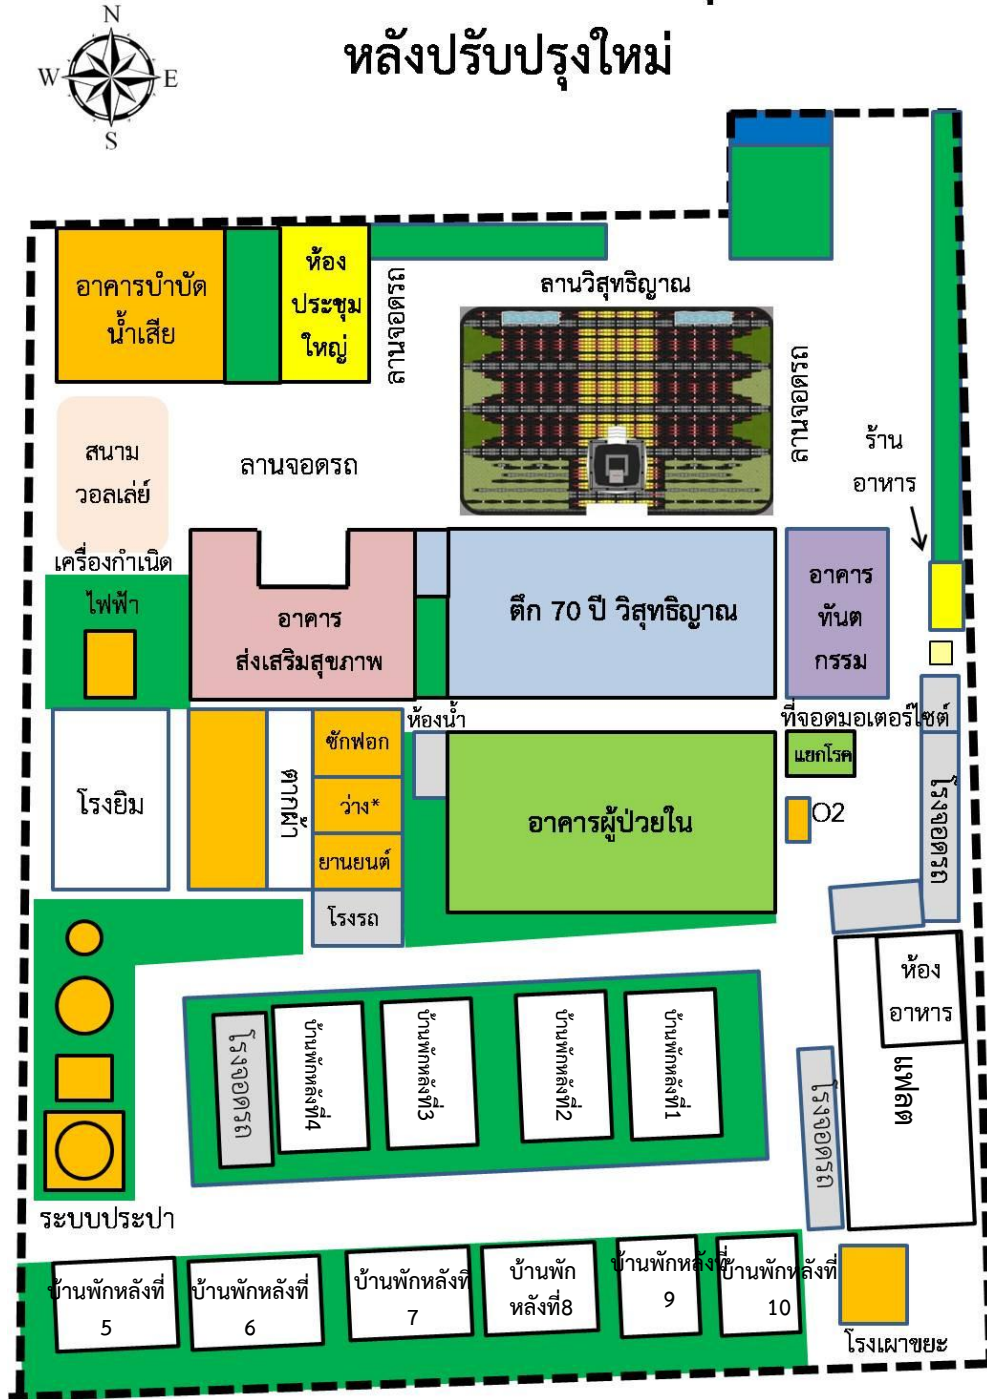 N
W
E
S
หลังปรับปรุงใหม่
อาคารบำบัด
น้ำเสีย
ห้อง
ประชุม
ใหญ่
ลานจอดรถ
ลานวิสุทธิญาณ
ลานจอดรถ
ร้าน
อาหาร
สนาม
วอลเล่ย์
ลานจอดรถ
เครื่องกำเนิด
ไฟฟ้า
อาคาร
ส่งเสริมสุขภาพ
ตึก 70 ปี วิสุทธิญาณ
อาคาร
ทันต
กรรม
ห้องน้ำ
ที่จอดมอเตอร์ไซต์
โรงยิม
ตากผ้า
ซักฟอก
ว่าง*
ยานยนต์
โรงรถ
อาคารผู้ป่วยใน
แยกโรค
O2
โรงจอดรถ
ห้อง
อาหาร
แฟลต
โรงจอดรถ
โรงจอดรถ
บ้านพักหลังที่4
บ้านพักหลังที่3
บ้านพักหลังที่2
บ้านพักหลังที่1
ระบบประปา
บ้านพักหลังที่
5
บ้านพักหลังที่
6
บ้านพักหลังที่
7
บ้านพัก
หลังที่8
บ้านพักหลังที่
9
บ้านพักหลังที่
10
โรงเผาขยะ